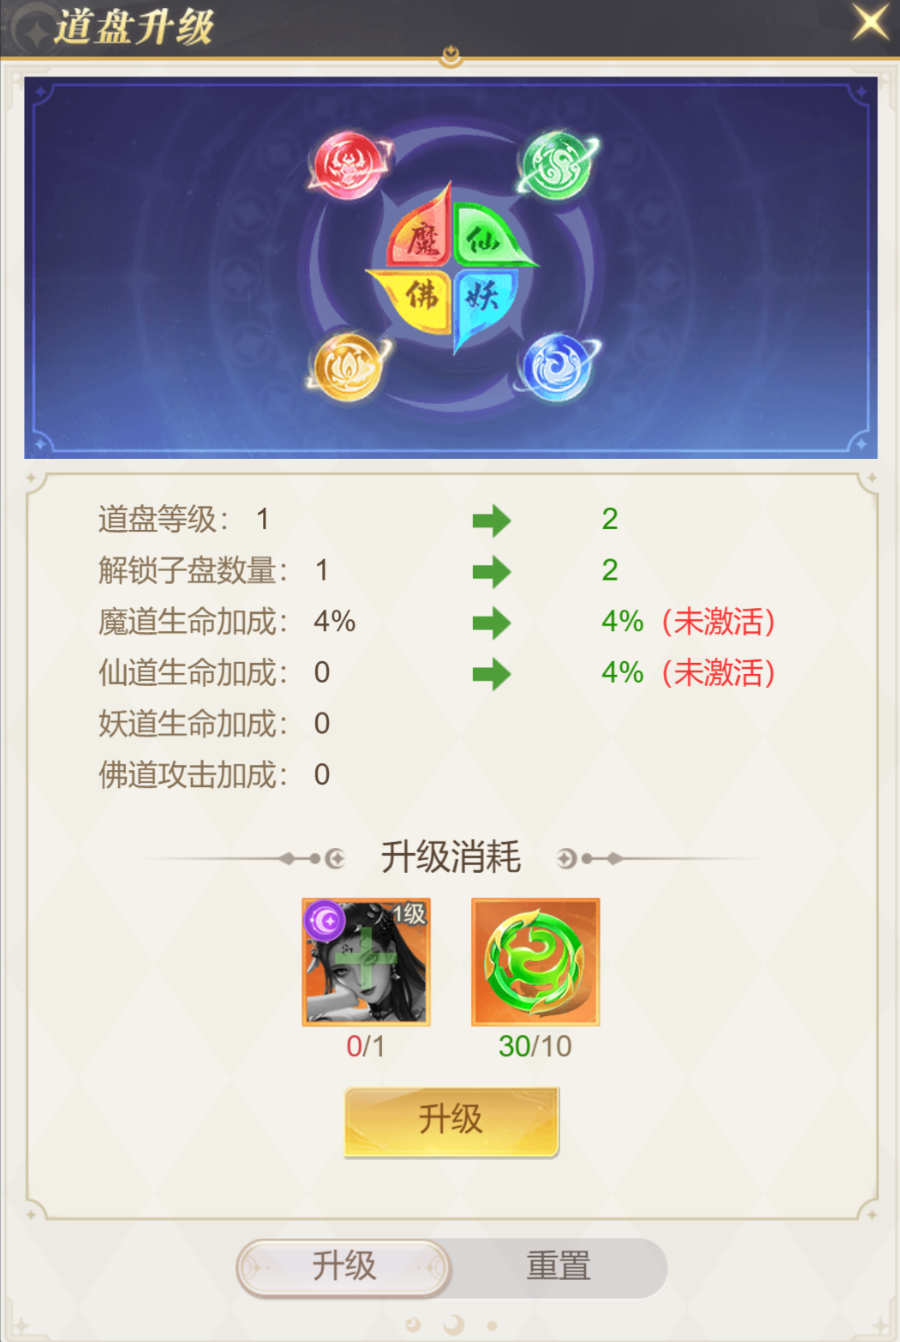 道盘升级
魔 仙
佛 妖
道盘等级： 1 2
解锁子盘数量： 1 2
魔道生命加成： 4% 4%（未激活）
仙道生命加成： 0 4%（未激活）
妖道生命加成： 0
佛道攻击加成： 0
升级消耗
1级
0/1 30/10
升级
升级 重置